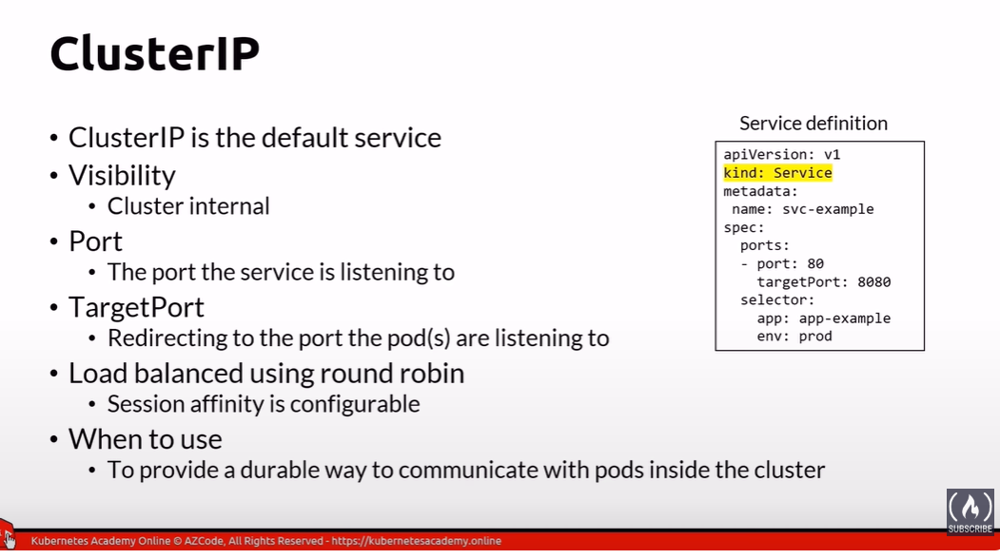 ClusterIP
• ClusterIP is the default service
• Visibility
• Cluster internal
• Port
• The port the service is listening to
• TargetPort
• Redirecting to the port the pod(s) are listening to
• Load balanced using round robin
• Session affinity is configurable
• When to use
• To provide a durable way to communicate with pods inside the cluster
Service definition
apiVersion: v1
kind: Service
metadata:
 name: svc-example
spec:
  ports:
  - port: 80
    targetPort: 8080
  selector:
    app: app-example
    env: prod
SUBSCRIBE
Kubernetes Academy Online © AZCode, All Rights Reserved - https://kubernetesacademy.online